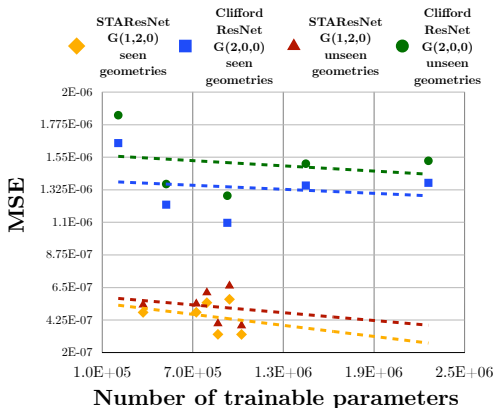 STAResNet
G(1,2,0)
seen
geometries
Clifford
ResNet
G(2,0,0)
seen
geometries
STAResNet
G(1,2,0)
unseen
geometries
Clifford
ResNet
G(2,0,0)
unseen
geometries
2E-06
1.775E-06
1.55E-06
1.325E-06
1.1E-06
8.75E-07
6.5E-07
4.25E-07
2E-07
MSE
1.0E+05
7.0E+05
1.3E+06
1.9E+06
2.5E+06
Number of trainable parameters